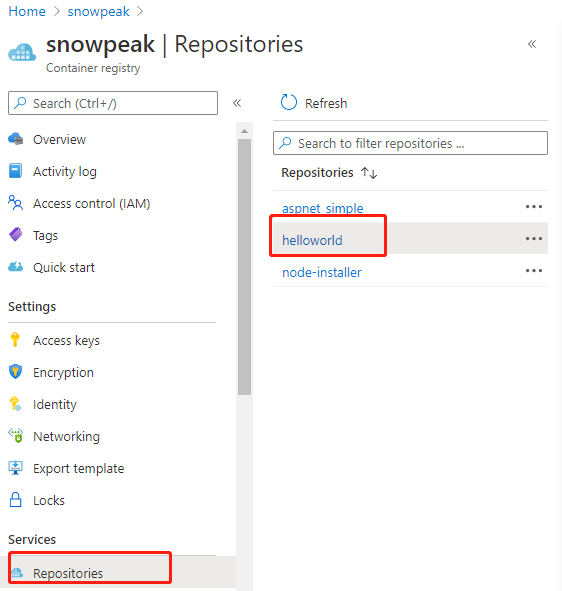 Home > snowpeak >
snowpeak | Repositories
Container registry
Search (Ctrl+/)
Overview
Activity log
Access control (IAM)
Tags
Quick start
Settings
Access keys
Encryption
Identity
Networking
Export template
Locks
Services
Repositories
Refresh
Search to filter repositories ...
Repositories
aspnet_simple
helloworld
node-installer